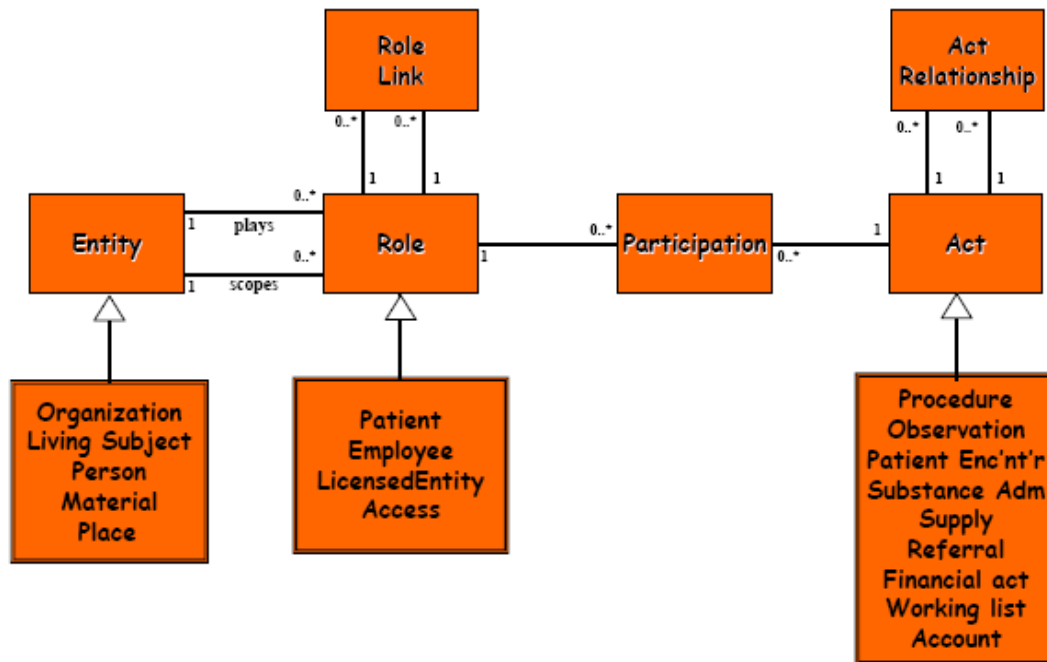 Role
Link
Act
Relationship
0..*
0..*
0..*
0..*
1
1
1
1
Entity
1
plays
0..*
1
scopes
0..*
Role
1
0..*
Participation
0..*
1
Act
Organization
Living Subject
Person
Material
Place
Patient
Employee
LicensedEntity
Access
Procedure
Observation
Patient Enc'nt'r
Substance Adm
Supply
Referral
Financial act
Working list
Account